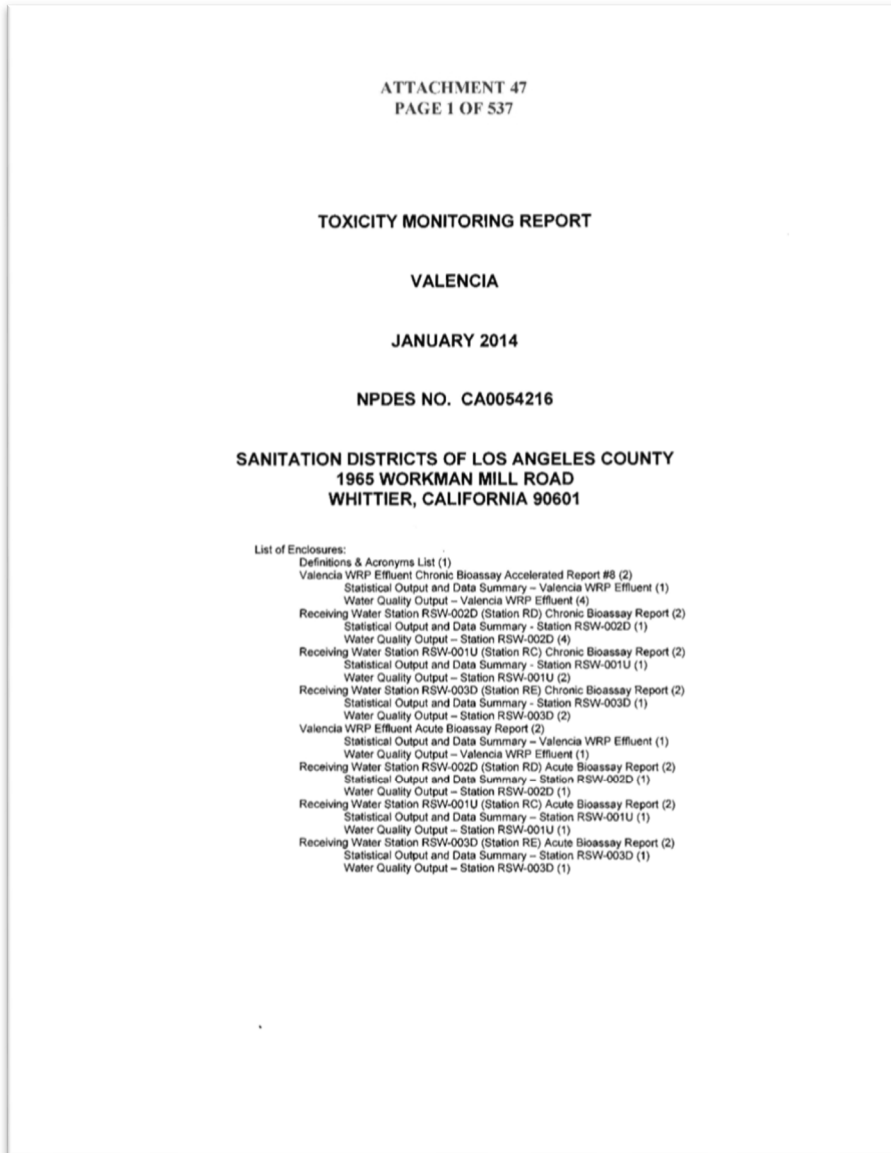 ATTACHMENT 47
PAGE 1 OF 537
TOXICITY MONITORING REPORT
VALENCIA
JANUARY 2014
NPDES NO. CA0054216
SANITATION DISTRICTS OF LOS ANGELES COUNTY
1965 WORKMAN MILL ROAD
WHITTIER, CALIFORNIA 90601
List of Enclosures:
Definitions & Acronyms List (1)
Valencia WRP Effluent Chronic Bioassay Accelerated Report #8 (2)
Statistical Output and Data Summary – Valencia WRP Effluent (1)
Water Quality Output – Valencia WRP Effluent (4)
Receiving Water Station RSW-002D (Station RD) Chronic Bioassay Report (2)
Statistical Output and Data Summary - Station RSW-002D (1)
Water Quality Output – Station RSW-002D (4)
Receiving Water Station RSW-001U (Station RC) Chronic Bioassay Report (2)
Statistical Output and Data Summary - Station RSW-001U (1)
Water Quality Output – Station RSW-001U (2)
Receiving Water Station RSW-003D (Station RE) Chronic Bioassay Report (2)
Statistical Output and Data Summary - Station RSW-003D (1)
Water Quality Output – Station RSW-003D (2)
Valencia WRP Effluent Acute Bioassay Report (2)
Statistical Output and Data Summary – Valencia WRP Effluent (1)
Water Quality Output – Valencia WRP Effluent (1)
Receiving Water Station RSW-002D (Station RD) Acute Bioassay Report (2)
Statistical Output and Data Summary – Station RSW-002D (1)
Water Quality Output – Station RSW-002D (1)
Receiving Water Station RSW-001U (Station RC) Acute Bioassay Report (2)
Statistical Output and Data Summary – Station RSW-001U (1)
Water Quality Output – Station RSW-001U (1)
Receiving Water Station RSW-003D (Station RE) Acute Bioassay Report (2)
Statistical Output and Data Summary – Station RSW-003D (1)
Water Quality Output – Station RSW-003D (1)